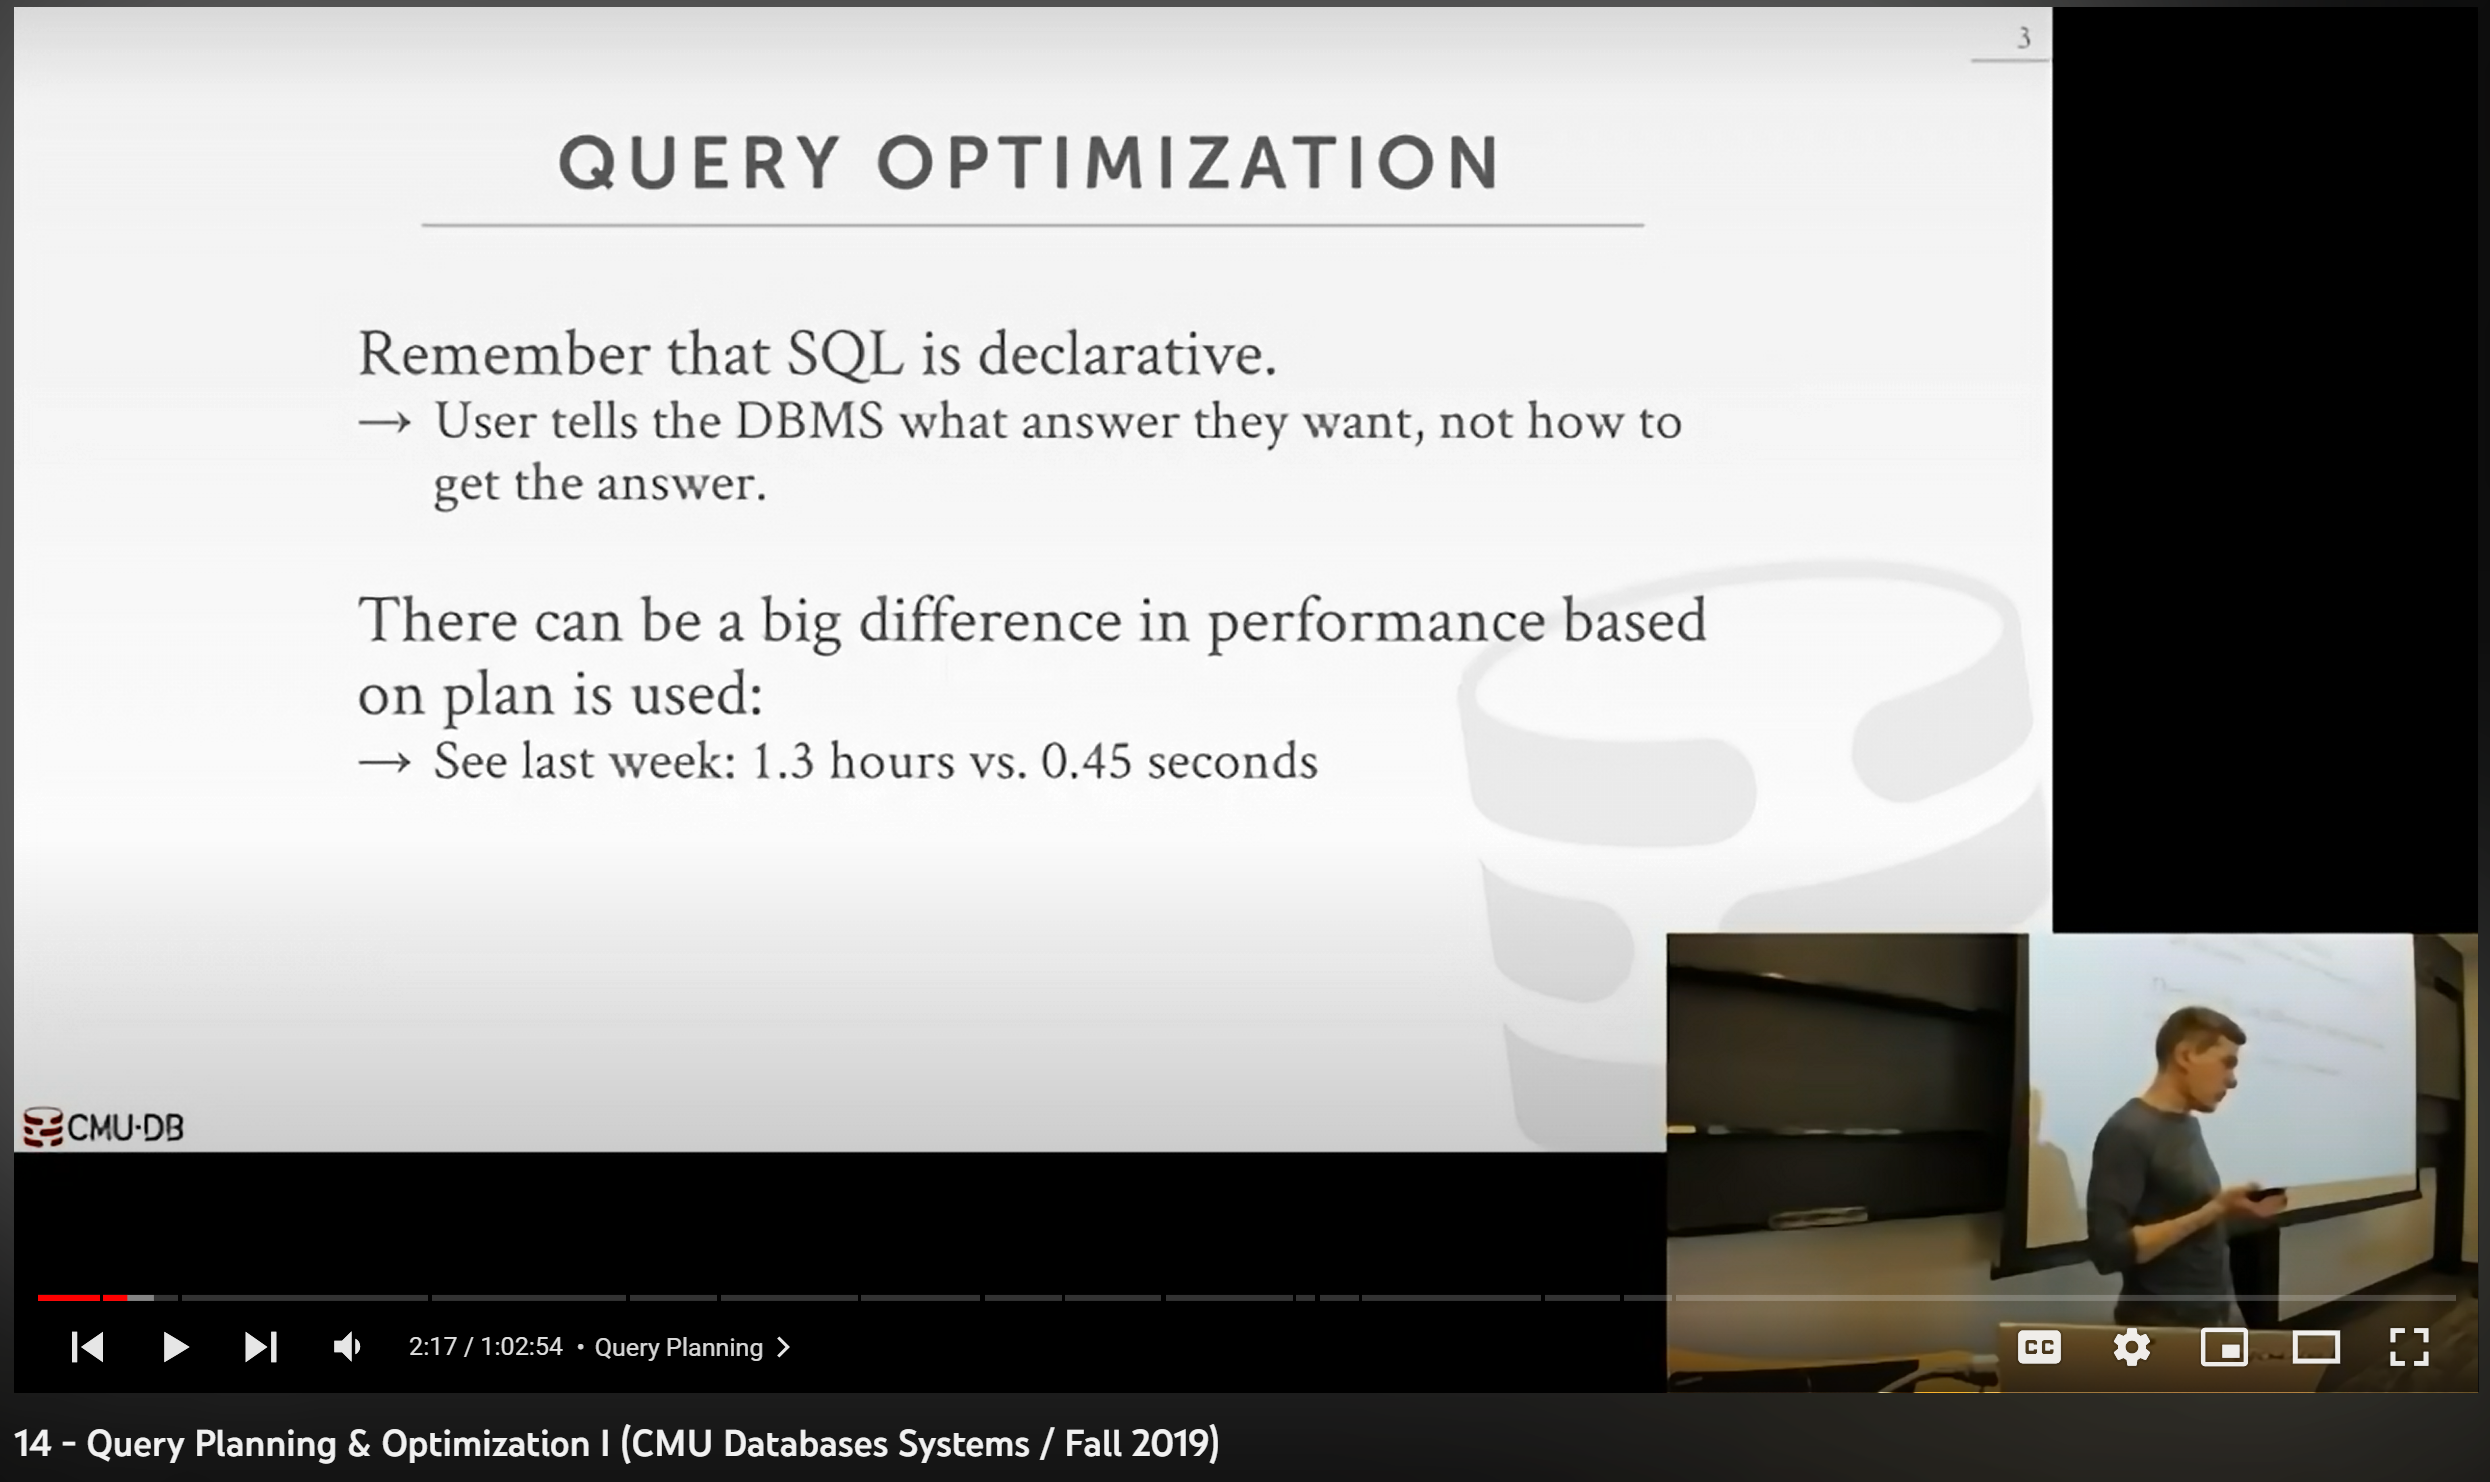 3
QUERY OPTIMIZATION
Remember that SQL is declarative.
→ User tells the DBMS what answer they want, not how to
get the answer.
There can be a big difference in performance based
on plan is used:
→ See last week: 1.3 hours vs. 0.45 seconds
CMU·DB
2:17 / 1:02:54 • Query Planning >
CC
14 - Query Planning & Optimization I (CMU Databases Systems / Fall 2019)